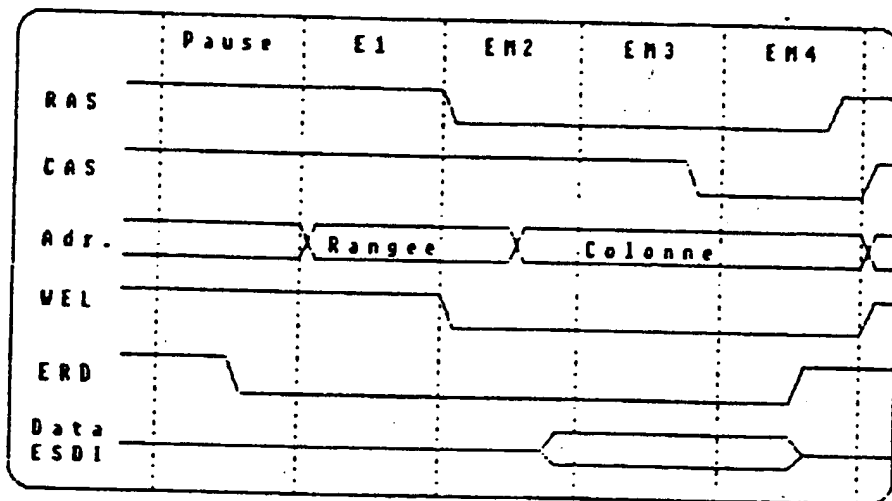 Pause E1 EM2 EM3 EM4
RAS
CAS
Adr. Rangee Colonne
WEL
ERD
Data
ESDI